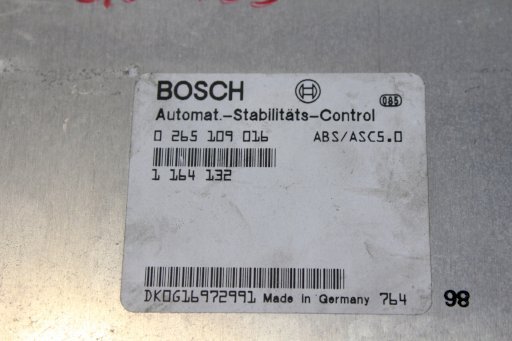 BOSCH 085
Automat.-Stabilitäts-Control
0 265 109 016 ABS/ASC5.0
1 164 132
DK0G16972991 Made in Germany 764
98